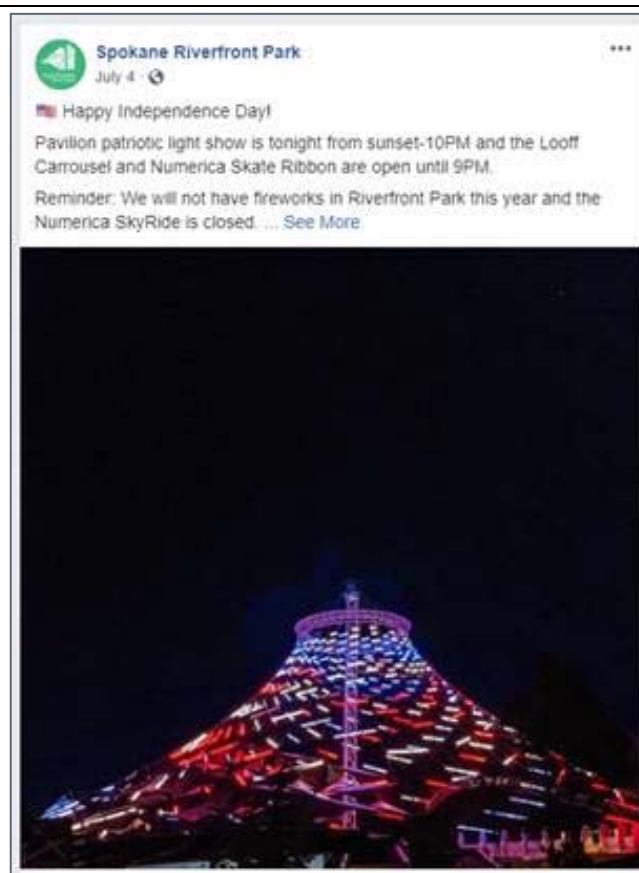 Spokane Riverfront Park
July 4
🇺🇸 Happy Independence Day!
Pavilion patriotic light show is tonight from sunset-10PM and the Looff
Carrousel and Numerica Skate Ribbon are open until 9PM.
Reminder: We will not have fireworks in Riverfront Park this year and the
Numerica SkyRide is closed. ... See More